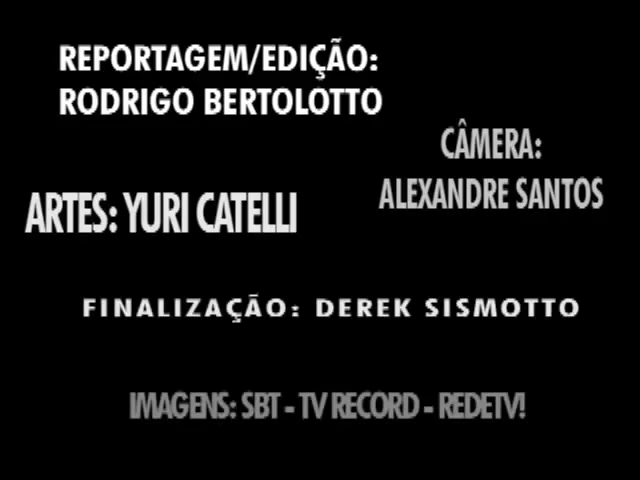 REPORTAGEM/EDIÇÃO:
RODRIGO BERTOLOTTO
CÂMERA:
ALEXANDRE SANTOS
ARTES: YURI CATELLI
FINALIZAÇÃO: DEREK SISMOTTO
IMAGENS: SBT - TV RECORD - REDETV!